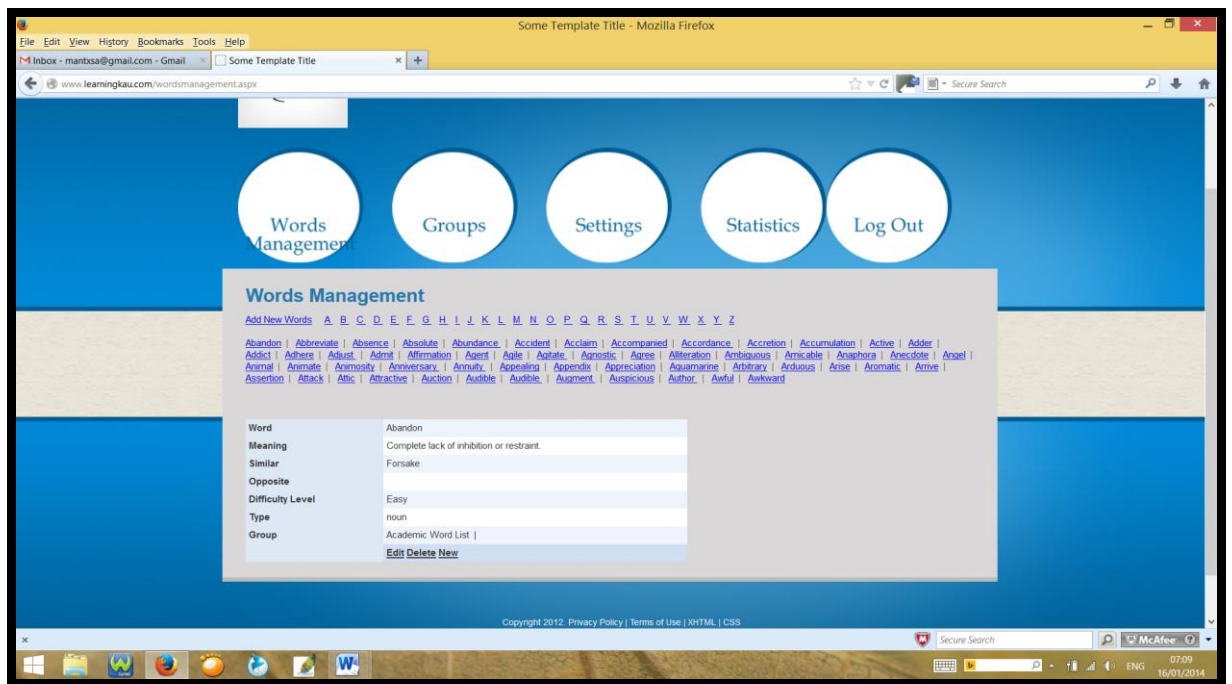 Some Template Title - Mozilla Firefox
File Edit View History Bookmarks Tools Help
Inbox - mantxsa@gmail.com - Gmail × Some Template Title × +
www.learningkau.com/wordsmanagement.aspx Secure Search
Words Management
Groups
Settings
Statistics
Log Out
Words Management
Add New Words A B C D E F G H I J K L M N O P Q R S T U V W X Y Z
Abandon | Abbreviate | Absence | Absolute | Abundance | Accident | Acclaim | Accompanied | Accordance | Accretion | Accumulation | Active | Adder |
Addict | Adhere | Adjust | Admit | Affirmation | Agent | Agile | Agitate | Agnostic | Agree | Alliteration | Ambiguous | Amicable | Anaphora | Anecdote | Angel |
Animal | Animate | Animosity | Anniversary | Annuity | Appealing | Appendix | Appreciation | Aquamarine | Arbitrary | Arduous | Arise | Aromatic | Arrive |
Assertion | Attack | Attic | Attractive | Auction | Audible | Audible | Augment | Auspicious | Author | Awful | Awkward
Word Abandon
Meaning Complete lack of inhibition or restraint.
Similar Forsake
Opposite
Difficulty Level Easy
Type noun
Group Academic Word List |
Edit Delete New
Copyright 2012. Privacy Policy | Terms of Use | XHTML | CSS
× Secure Search McAfee
ENG 07:09
16/01/2014